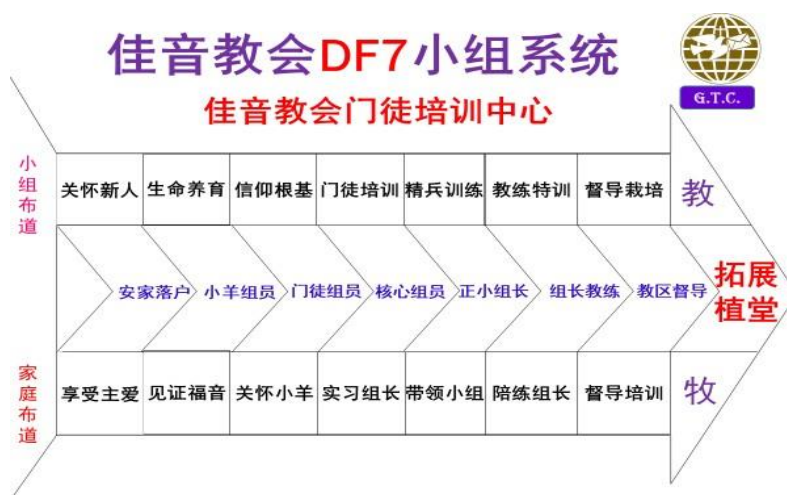 佳音教会DF7小组系统
G.T.C.
佳音教会门徒培训中心
小组布道
关怀新人 生命养育 信仰根基 门徒培训 精兵训练 教练特训 督导栽培 教
安家落户 小羊组员 门徒组员 核心组员 正小组长 组长教练 教区督导
拓展
植堂
家庭布道
享受主爱 见证福音 关怀小羊 实习组长 带领小组 陪练组长 督导培训 牧